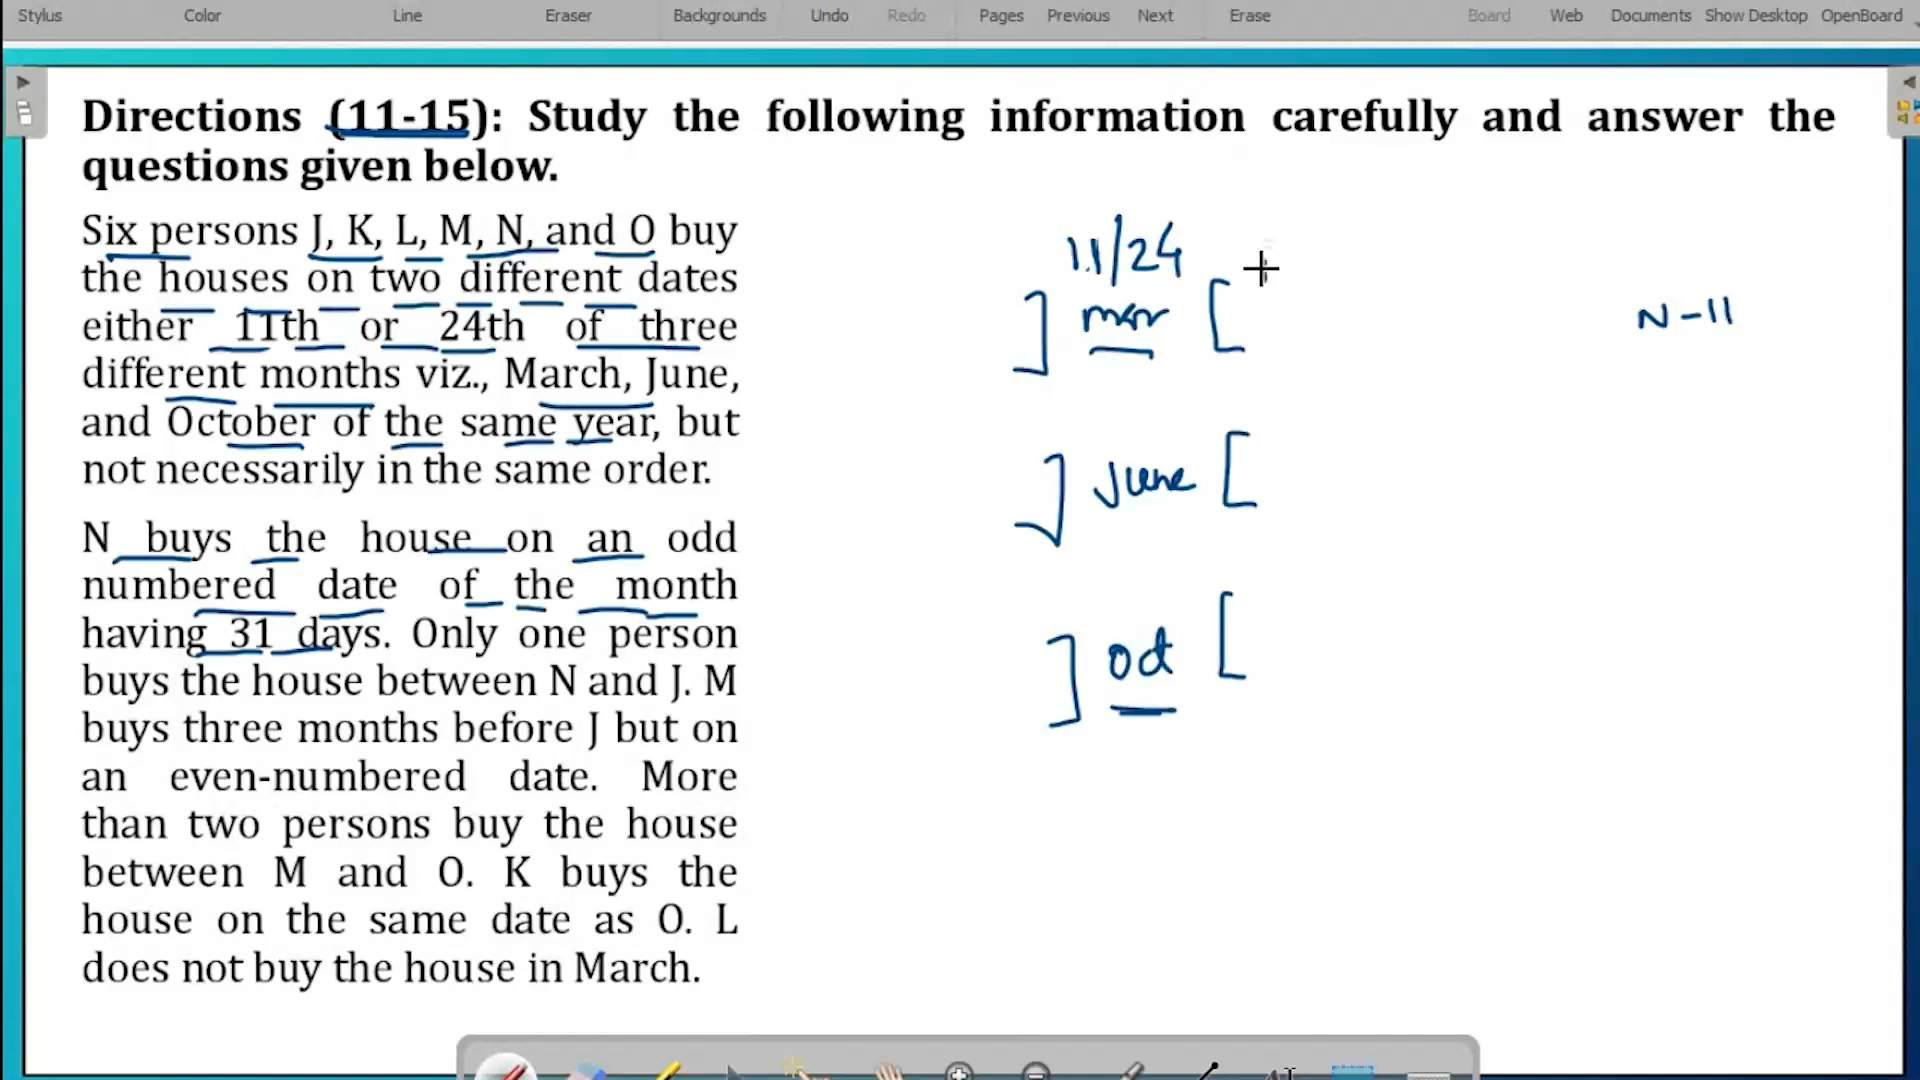 Stylus Color Line Eraser Backgrounds Undo Redo Pages Previous Next Erase Board Web Documents Show Desktop OpenBoard
Directions (11-15): Study the following information carefully and answer the
questions given below.
Six persons J, K, L, M, N, and O buy
the houses on two different dates
either 11th or 24th of three
different months viz., March, June,
and October of the same year, but
not necessarily in the same order.
N buys the house on an odd
numbered date of the month
having 31 days. Only one person
buys the house between N and J. M
buys three months before J but on
an even-numbered date. More
than two persons buy the house
between M and O. K buys the
house on the same date as O. L
does not buy the house in March.
11/24
mar
June
oct
N-11